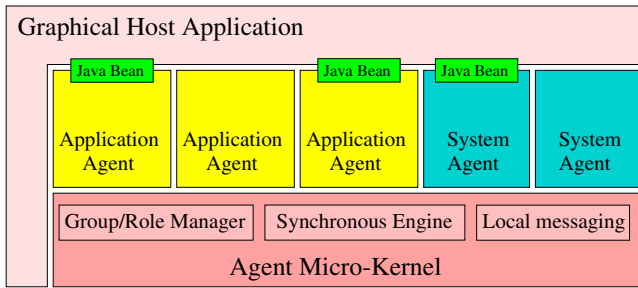 Graphical Host Application
Java Bean
Java Bean
Java Bean
Application
Agent
Application
Agent
Application
Agent
System
Agent
System
Agent
Group/Role Manager
Synchronous Engine
Local messaging
Agent Micro-Kernel